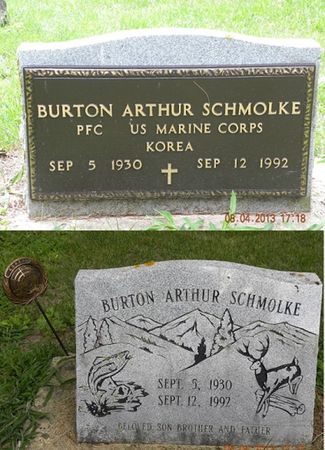 BURTON ARTHUR SCHMOLKE
PFC US MARINE CORPS
KOREA
SEP 5 1930 SEP 12 1992
08.04.2013 17:18
BURTON ARTHUR SCHMOLKE
SEPT. 5, 1930
SEPT. 12, 1992
BELOVED SON BROTHER AND FATHER